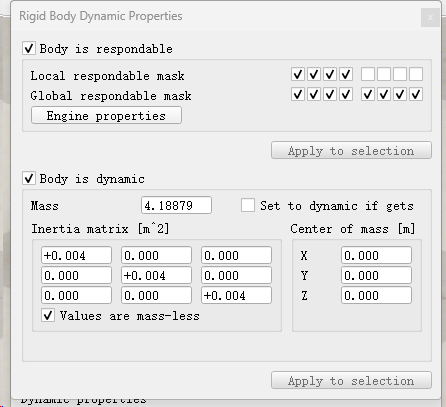 Rigid Body Dynamic Properties
x
Body is respondable
Local respondable mask
Global respondable mask
Engine properties
Apply to selection
Body is dynamic
Mass 4.18879 Set to dynamic if gets
Inertia matrix [m^2] Center of mass [m]
+0.004 0.000 0.000 X 0.000
0.000 +0.004 0.000 Y 0.000
0.000 0.000 +0.004 Z 0.000
Values are mass-less
Apply to selection
Dynamic properties